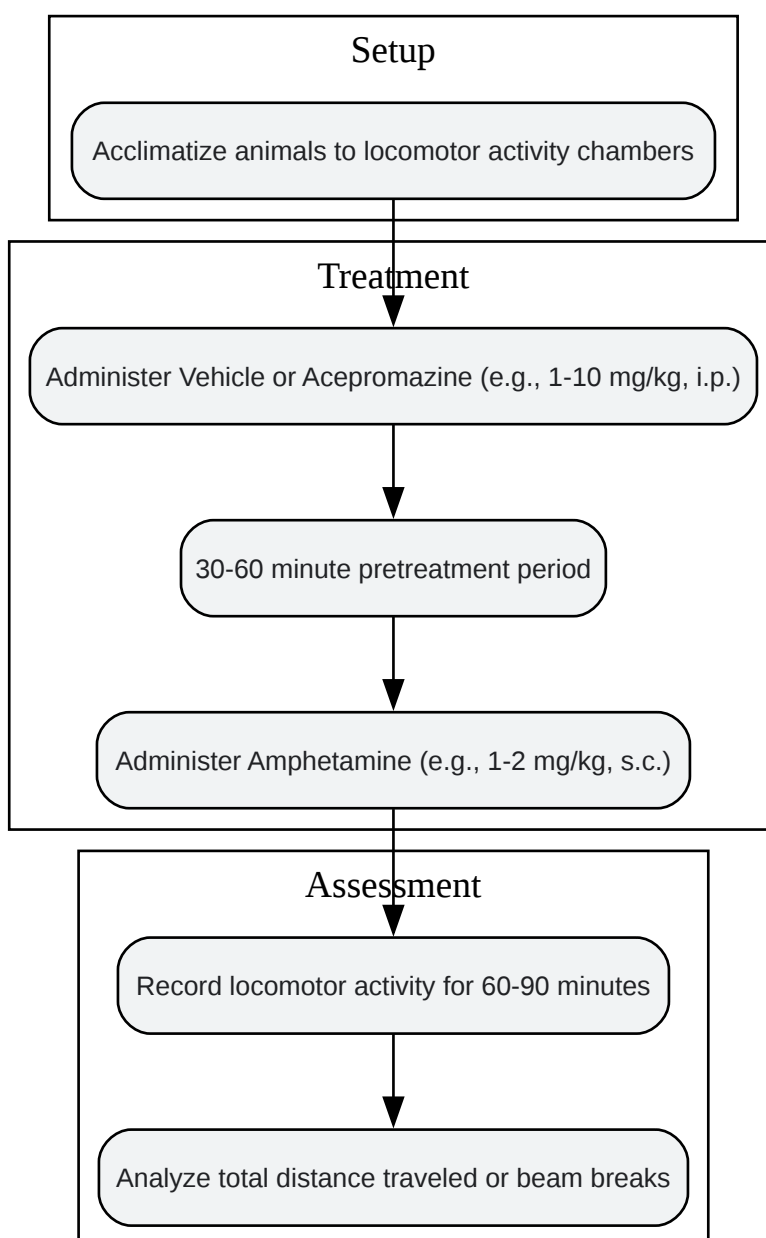 Setup
Acclimatize animals to locomotor activity chambers
Treatment
Administer Vehicle or Acepromazine (e.g., 1-10 mg/kg, i.p.)
30-60 minute pretreatment period
Administer Amphetamine (e.g., 1-2 mg/kg, s.c.)
Assessment
Record locomotor activity for 60-90 minutes
Analyze total distance traveled or beam breaks